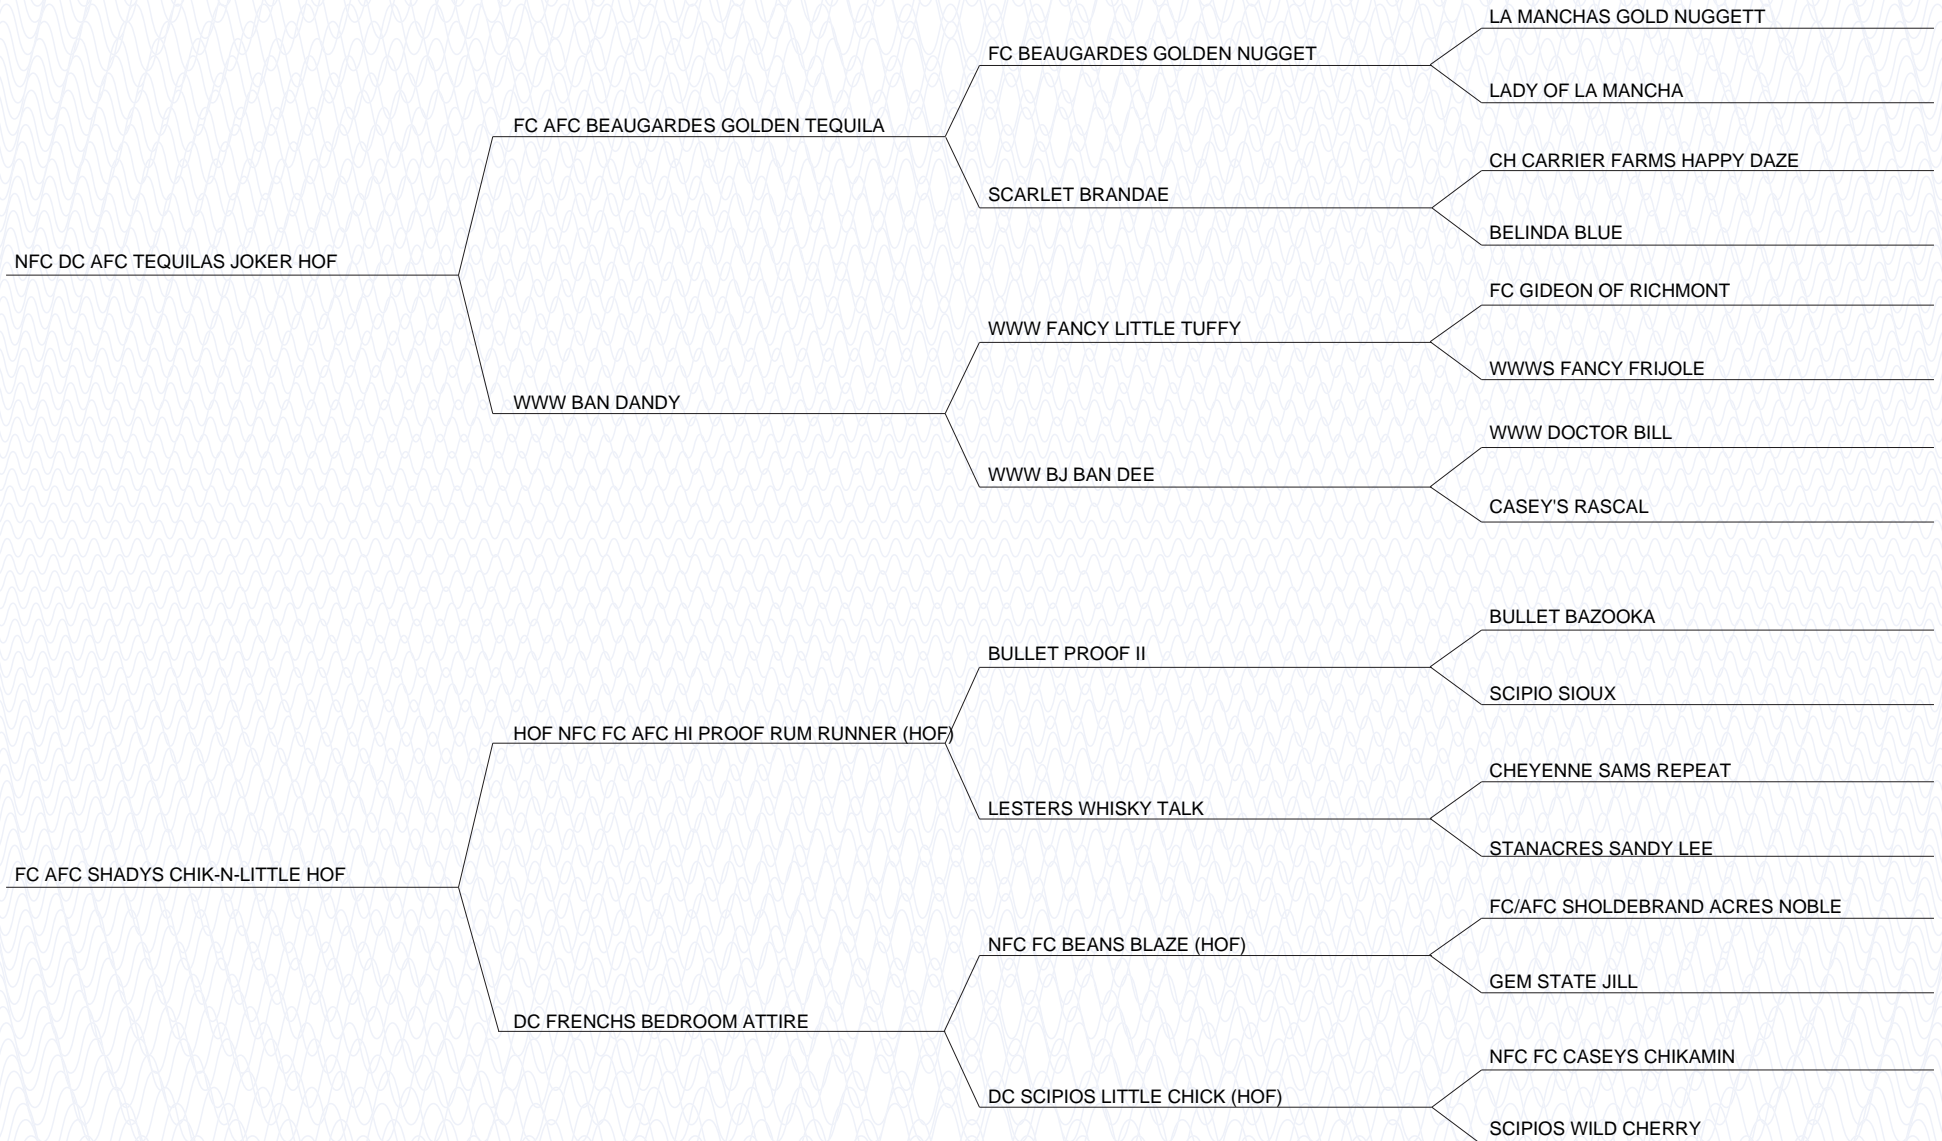 LA MANCHAS GOLD NUGGETT
FC BEAUGARDES GOLDEN NUGGET
LADY OF LA MANCHA
FC AFC BEAUGARDES GOLDEN TEQUILA
CH CARRIER FARMS HAPPY DAZE
SCARLET BRANDAE
BELINDA BLUE
NFC DC AFC TEQUILAS JOKER HOF
FC GIDEON OF RICHMONT
WWW FANCY LITTLE TUFFY
WWWS FANCY FRIJOLE
WWW BAN DANDY
WWW DOCTOR BILL
WWW BJ BAN DEE
CASEY'S RASCAL
BULLET BAZOOKA
BULLET PROOF II
SCIPIO SIOUX
HOF NFC FC AFC HI PROOF RUM RUNNER (HOF)
CHEYENNE SAMS REPEAT
LESTERS WHISKY TALK
STANACRES SANDY LEE
FC AFC SHADYS CHIK-N-LITTLE HOF
FC/AFC SHOLDEBRAND ACRES NOBLE
NFC FC BEANS BLAZE (HOF)
GEM STATE JILL
DC FRENCHS BEDROOM ATTIRE
NFC FC CASEYS CHIKAMIN
DC SCIPIOS LITTLE CHICK (HOF)
SCIPIOS WILD CHERRY